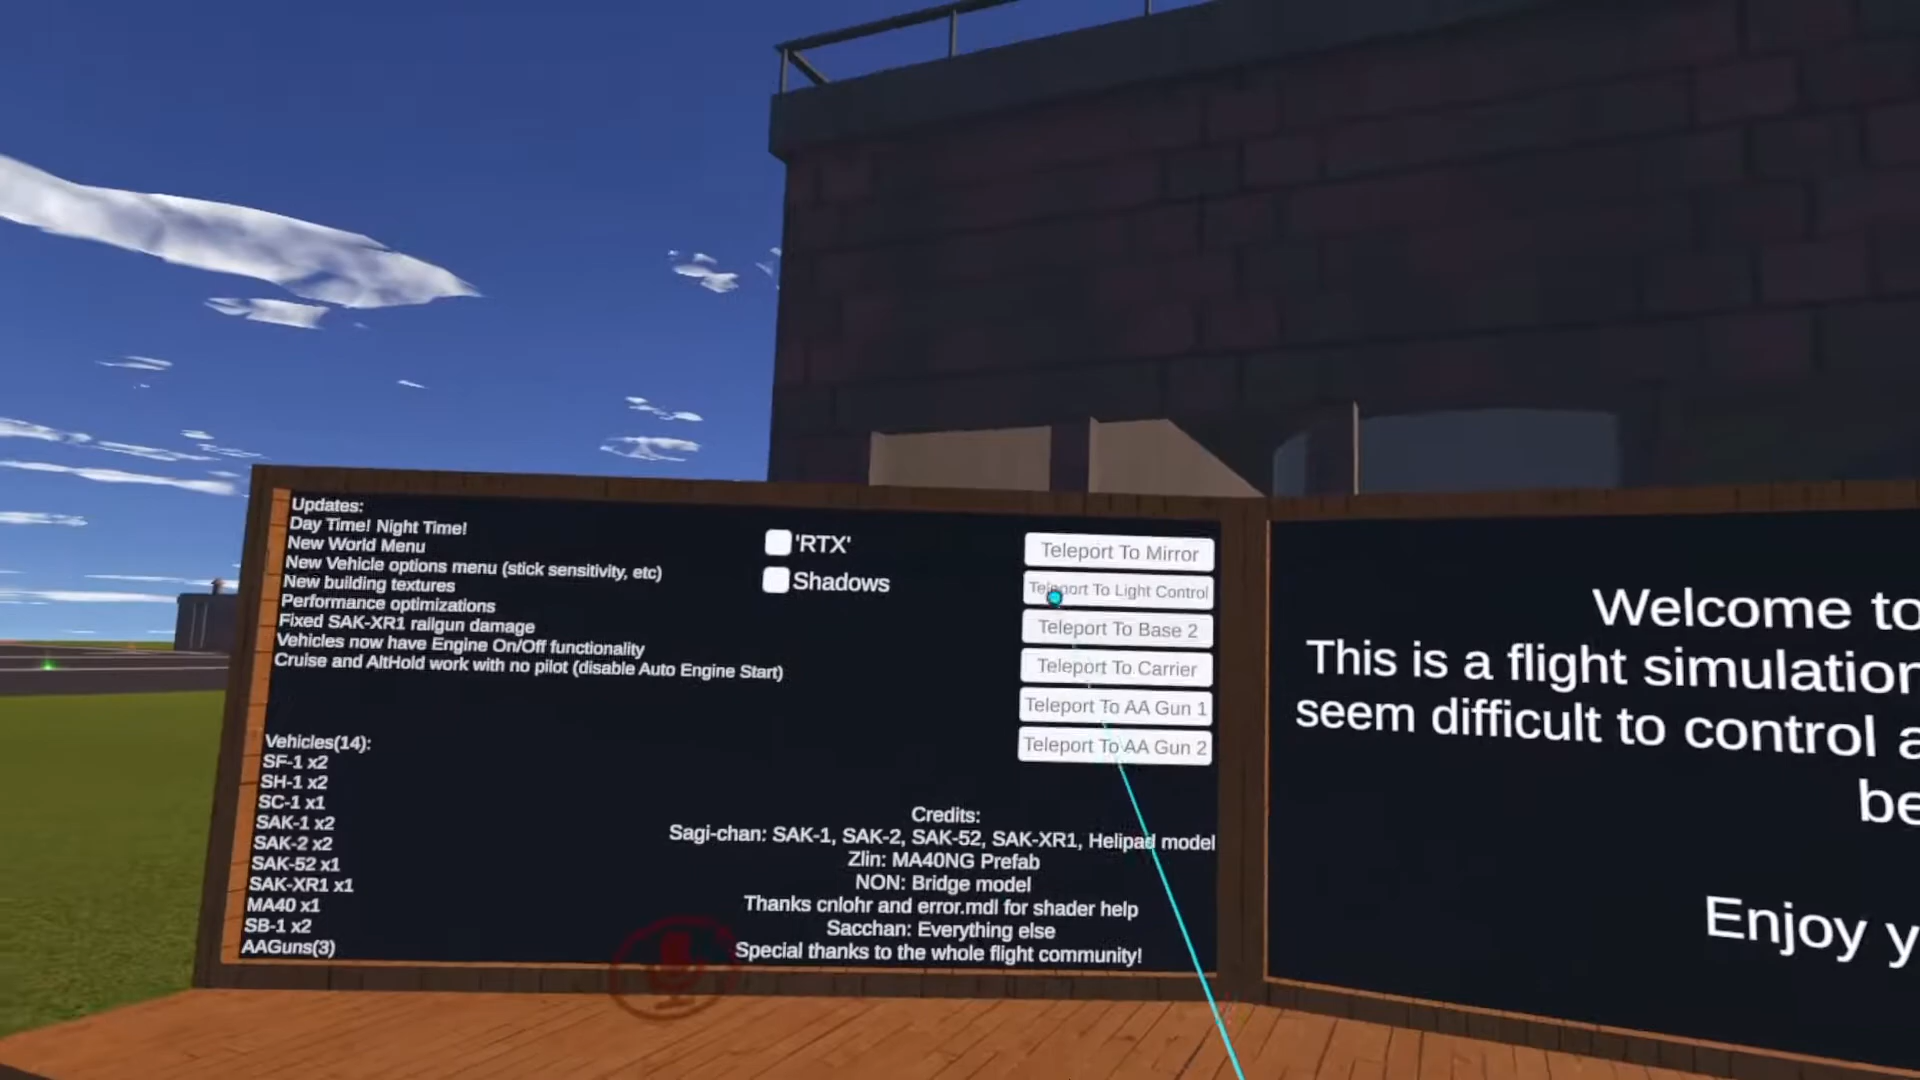 Updates:
Day Time! Night Time!
New World Menu
New Vehicle options menu (stick sensitivity, etc)
New building textures
Performance optimizations
Fixed SAK-XR1 railgun damage
Vehicles now have Engine On/Off functionality
Cruise and AltHold work with no pilot (disable Auto Engine Start)
Vehicles(14):
SF-1 x2
SH-1 x2
SC-1 x1
SAK-1 x2
SAK-2 x2
SAK-52 x1
SAK-XR1 x1
MA40 x1
SB-1 x2
AAGuns(3)
'RTX'
Shadows
Teleport To Mirror
Teleport To Light Control
Teleport To Base 2
Teleport To Carrier
Teleport To AA Gun 1
Teleport To AA Gun 2
Credits:
Sagi-chan: SAK-1, SAK-2, SAK-52, SAK-XR1, Helipad model
Zlin: MA40NG Prefab
NON: Bridge model
Thanks cnlohr and error.mdl for shader help
Sacchan: Everything else
Special thanks to the whole flight community!
Welcome to
This is a flight simulation
seem difficult to control a
be
Enjoy y